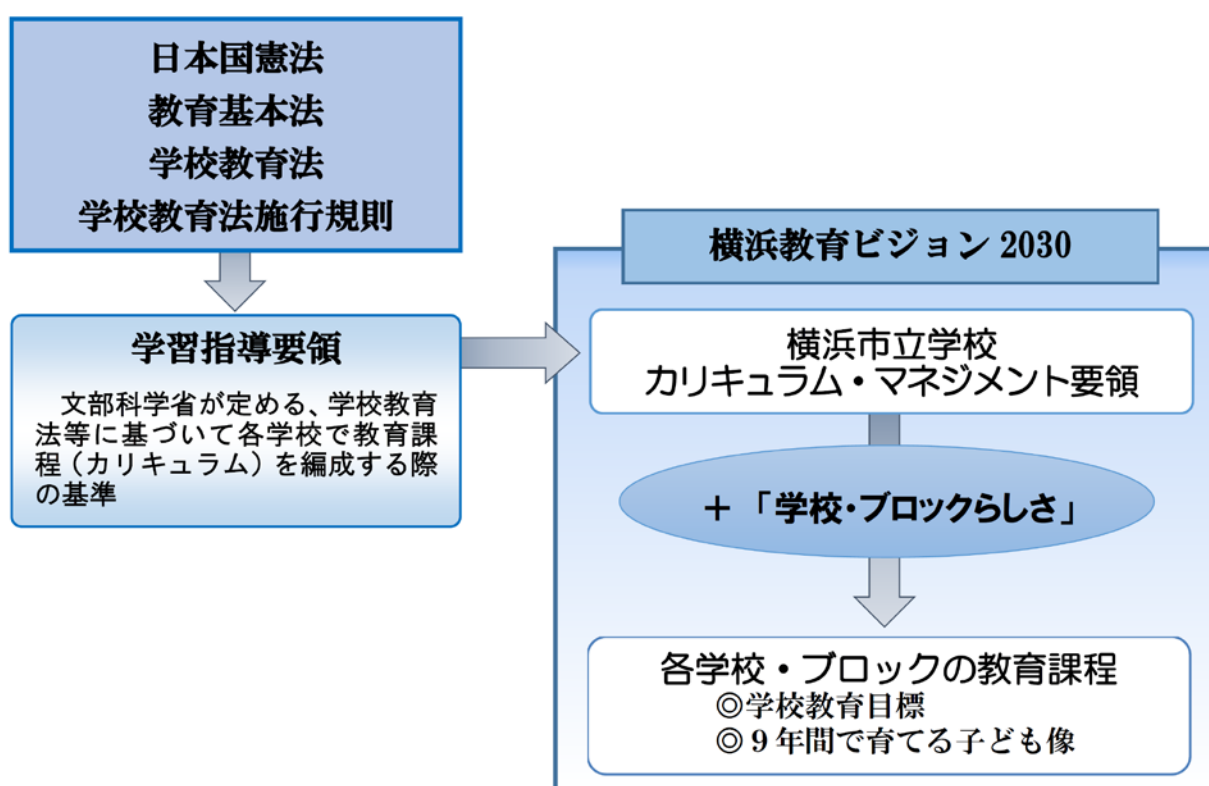 日本国憲法
教育基本法
学校教育法
学校教育法施行規則
学習指導要領
文部科学省が定める、学校教育
法等に基づいて各学校で教育課
程（カリキュラム）を編成する際
の基準
横浜教育ビジョン 2030
横浜市立学校
カリキュラム・マネジメント要領
＋「学校・ブロックらしさ」
各学校・ブロックの教育課程
◎学校教育目標
◎９年間で育てる子ども像